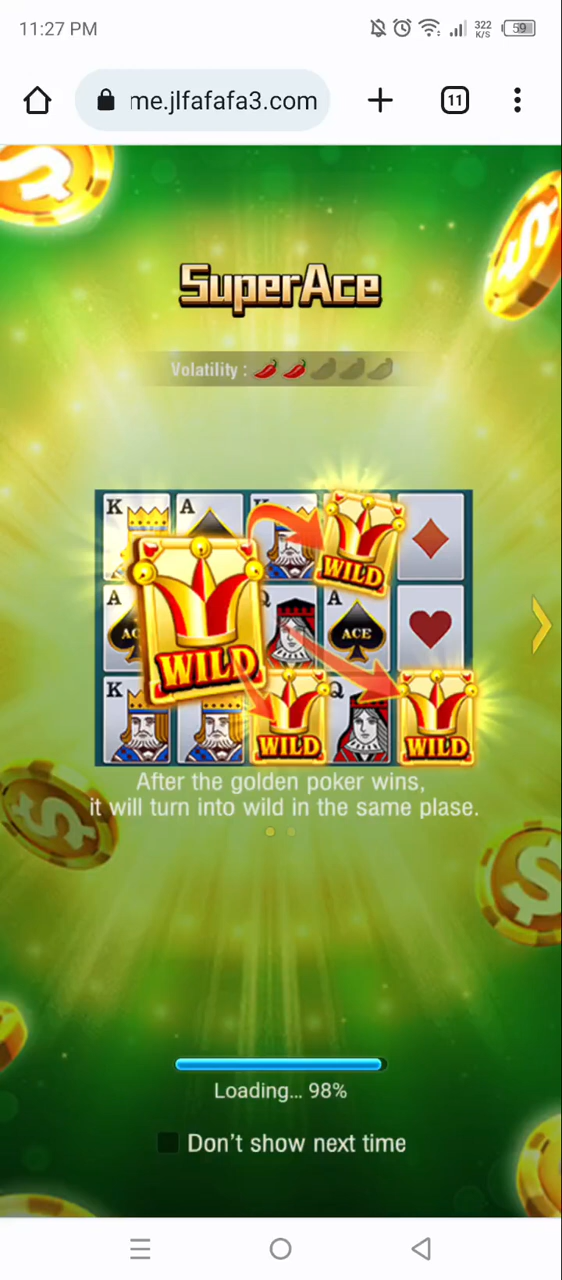 11:27 PM
322
K/S
59
me.jlfafafa3.com
11
SuperAce
Volatility :
K A K
WILD
A Q A
ACE
WILD
K Q
WILD WILD
After the golden poker wins,
it will turn into wild in the same plase.
Loading... 98%
Don't show next time